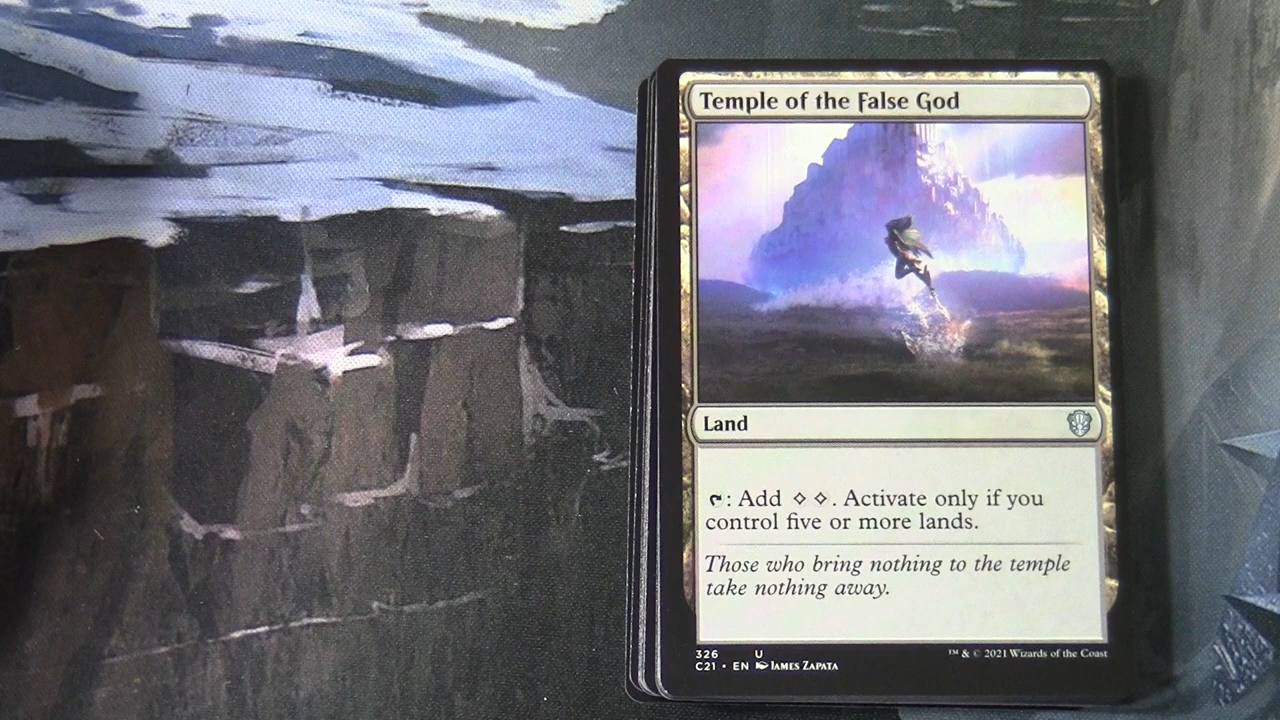 Temple of the False God
Land
: Add . Activate only if you
control five or more lands.
Those who bring nothing to the temple
take nothing away.
326 U
C21 • EN James Zapata
™ & © 2021 Wizards of the Coast